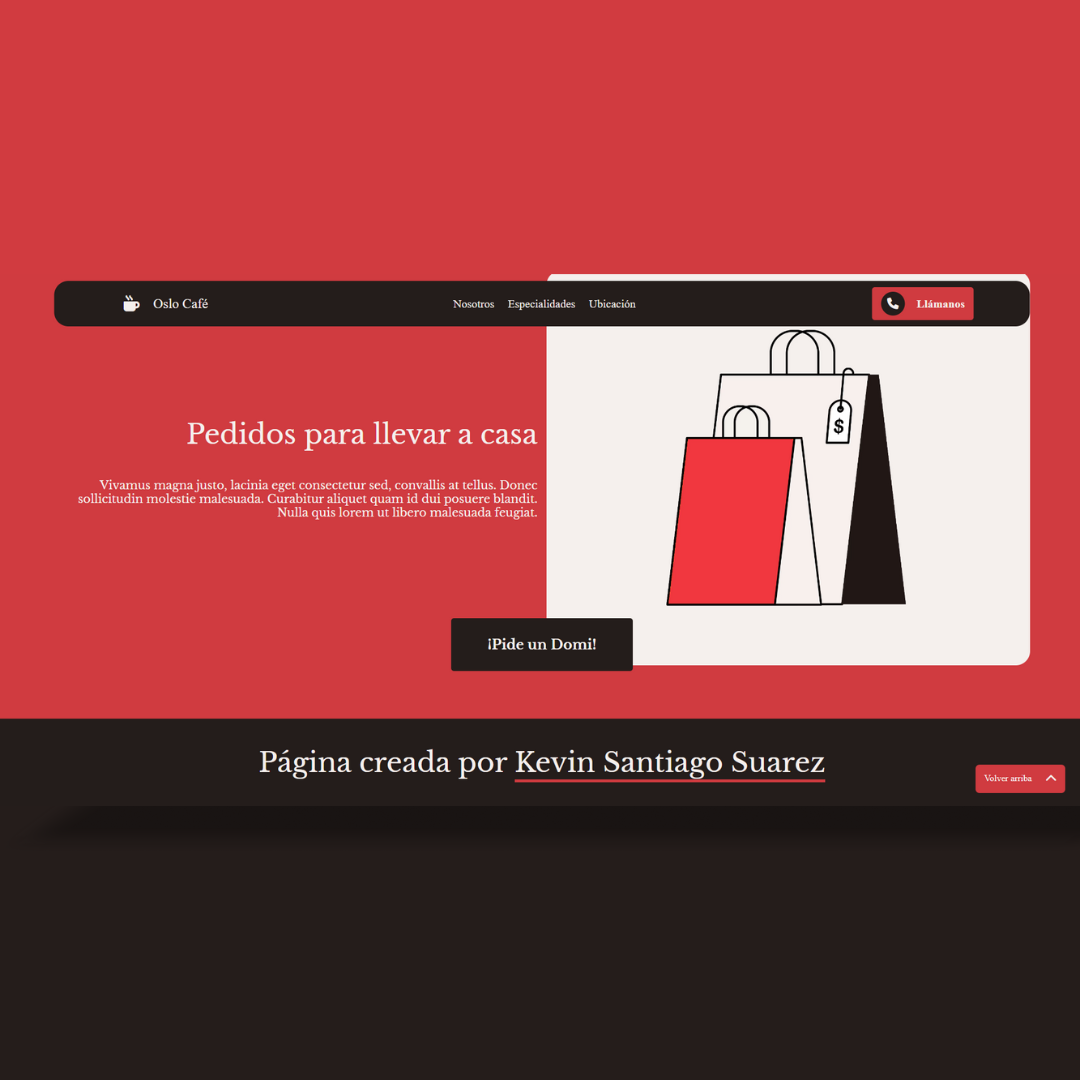 Oslo Café
Nosotros Especialidades Ubicación
Llámanos
$
Pedidos para llevar a casa
Vivamus magna justo, lacinia eget consectetur sed, convallis at tellus. Donec
sollicitudin molestie malesuada. Curabitur aliquet quam id dui posuere blandit.
Nulla quis lorem ut libero malesuada feugiat.
¡Pide un Domi!
Página creada por Kevin Santiago Suarez
Volver arriba